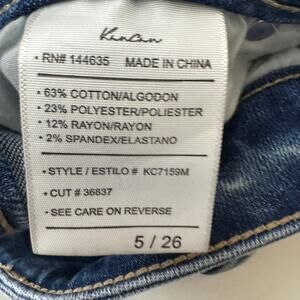 KanCan
• RN# 144635 MADE IN CHINA
• 63% COTTON/ALGODON
• 23% POLYESTER/POLIESTER
• 12% RAYON/RAYON
• 2% SPANDEX/ELASTANO
• STYLE / ESTILO # KC7159M
• CUT # 36837
• SEE CARE ON REVERSE
5 / 26